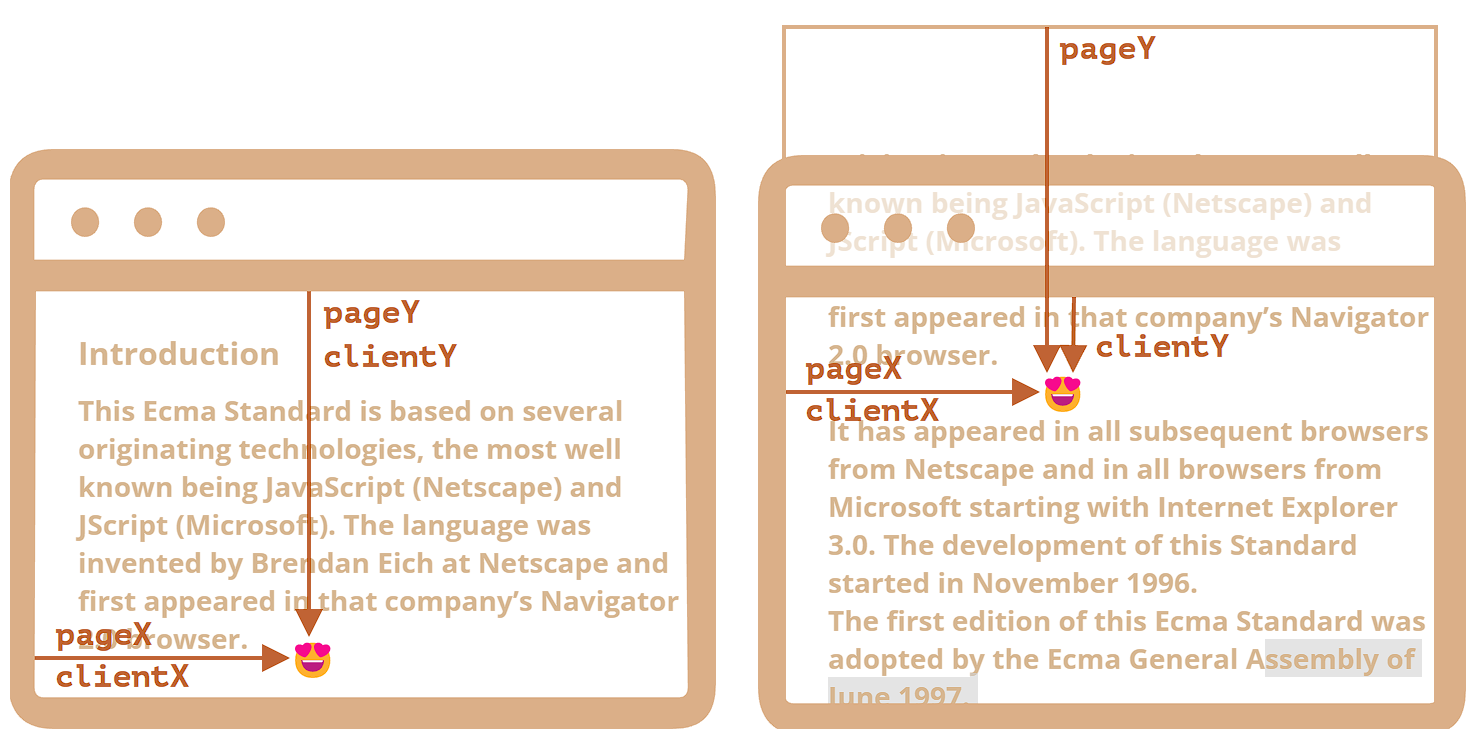 pageY
clientY
Introduction
This Ecma Standard is based on several
originating technologies, the most well
known being JavaScript (Netscape) and
JScript (Microsoft). The language was
invented by Brendan Eich at Netscape and
first appeared in that company’s Navigator
2.0 browser.
pageX
clientX
pageY
known being JavaScript (Netscape) and
JScript (Microsoft). The language was
first appeared in that company’s Navigator
2.0 browser.
clientY
pageX
clientX
It has appeared in all subsequent browsers
from Netscape and in all browsers from
Microsoft starting with Internet Explorer
3.0. The development of this Standard
started in November 1996.
The first edition of this Ecma Standard was
adopted by the Ecma General Assembly of
June 1997.